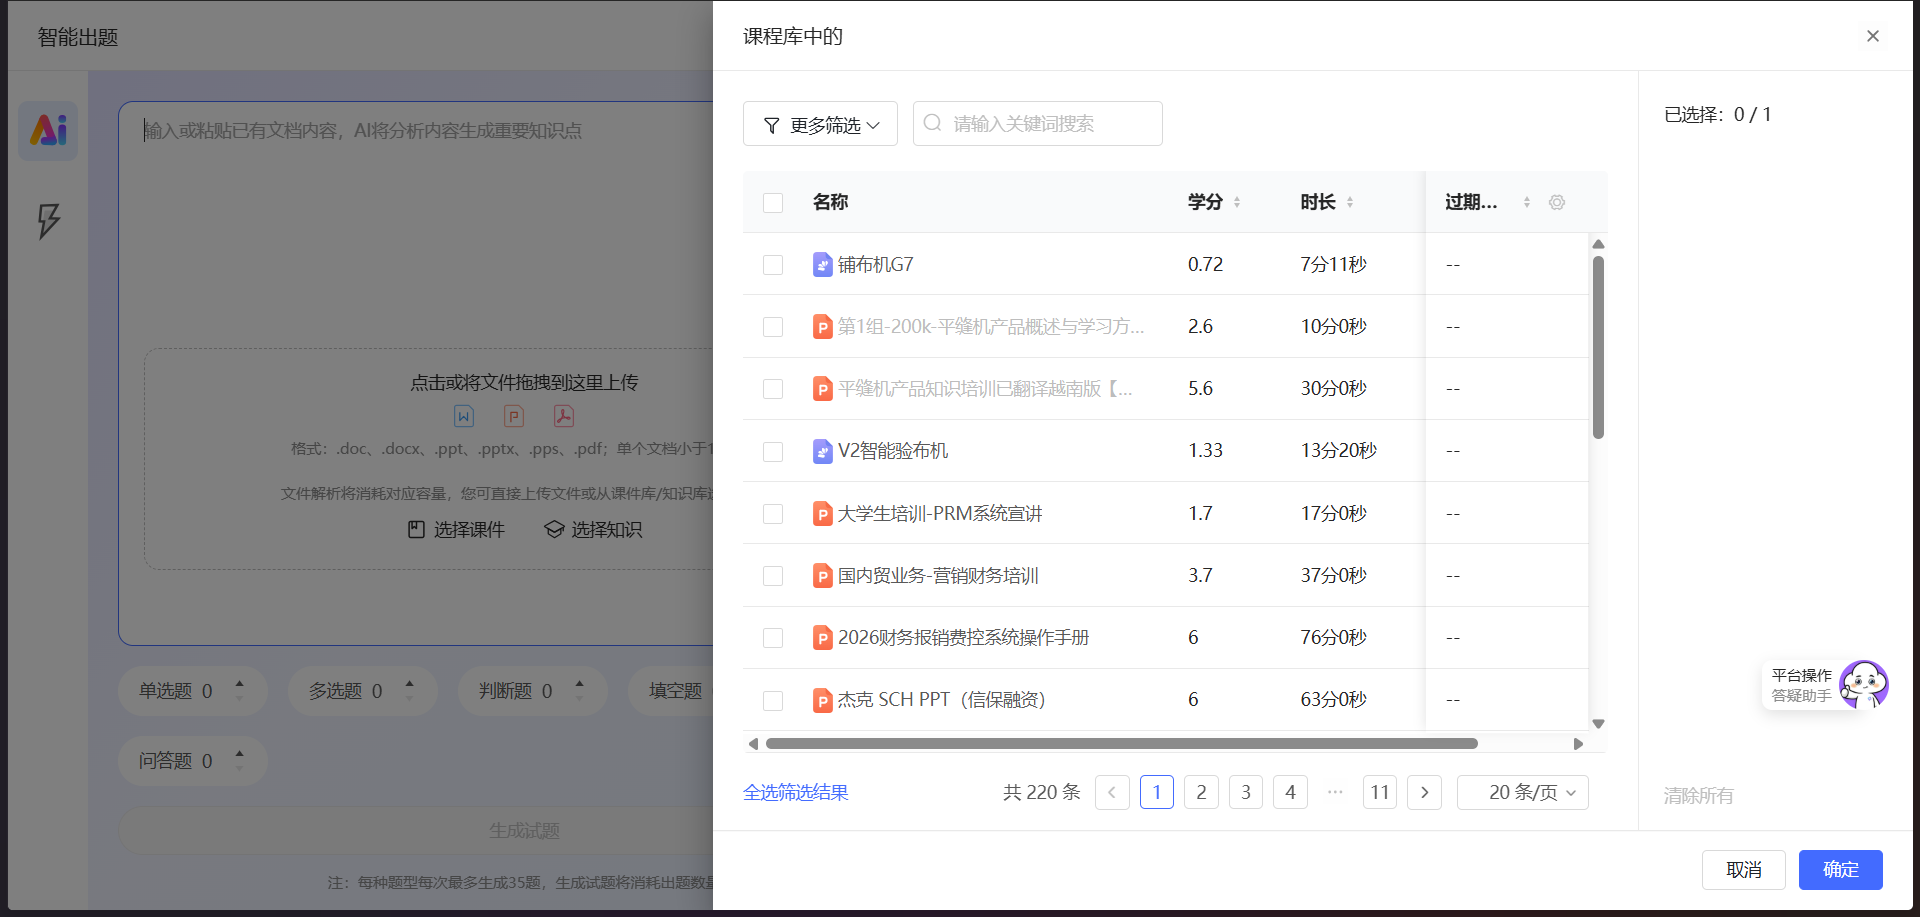 智能出题
Ai
输入或粘贴已有文档内容，AI将分析内容生成重要知识点
点击或将文件拖拽到这里上传
格式：.doc、.docx、.ppt、.pptx、.pps、.pdf；单个文档小于1
文件解析将消耗对应容量，您可直接上传文件或从课件库/知识库
选择课件 选择知识
单选题 0 多选题 0 判断题 0 填空题
问答题 0
生成试题
注：每种题型每次最多生成35题，生成试题将消耗出题数量
课程库中的
更多筛选 请输入关键词搜索
名称 学分 时长 过期...
铺布机G7 0.72 7分11秒 --
第1组-200k-平缝机产品概述与学习方... 2.6 10分0秒 --
平缝机产品知识培训已翻译越南版【... 5.6 30分0秒 --
V2智能验布机 1.33 13分20秒 --
大学生培训-PRM系统宣讲 1.7 17分0秒 --
国内贸业务-营销财务培训 3.7 37分0秒 --
2026财务报销费控系统操作手册 6 76分0秒 --
杰克 SCH PPT（信保融资） 6 63分0秒 --
全选筛选结果 共 220 条 1 2 3 4 ··· 11 20 条/页
已选择：0 / 1
平台操作
答疑助手
清除所有
取消 确定